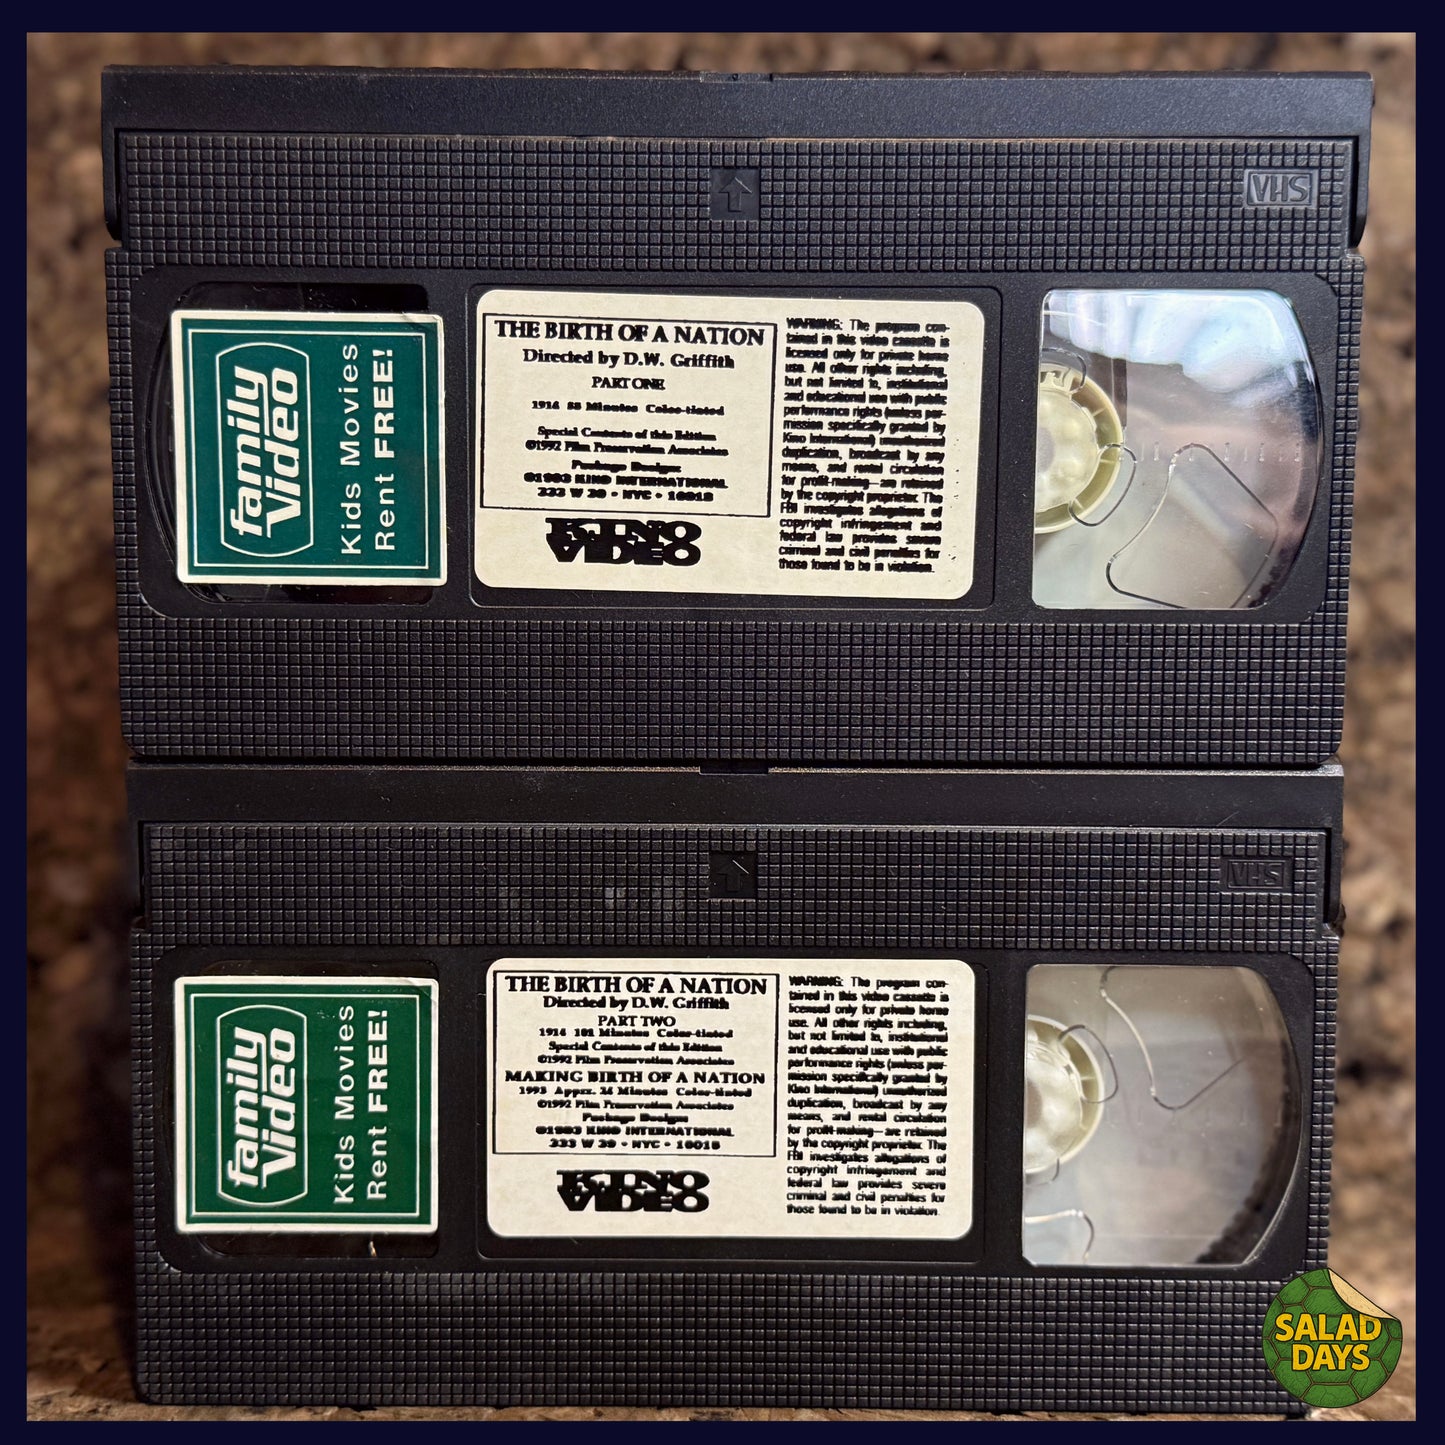 VHS
family
Video
Kids Movies
Rent FREE!
THE BIRTH OF A NATION
Directed by D.W. Griffith
PART ONE
1914 88 Minutes Color-tinted
Special Contents of this Edition
©1992 Film Preservation Associates
Package Design:
©1993 KINO INTERNATIONAL
333 W 39 • NYC • 10018
KINO
VIDEO
WARNING: The program con-
tained in this video cassette is
licensed only for private home
use. All other rights including,
but not limited to, institutional
and educational use with public
performance rights (unless per-
mission specifically granted by
Kino International) unauthorized
duplication, broadcast by any
means, and rental circulation
for profit-making—are retained
by the copyright proprietor. The
FBI investigates allegations of
copyright infringement and
federal law provides severe
criminal and civil penalties for
those found to be in violation.
VHS
family
Video
Kids Movies
Rent FREE!
THE BIRTH OF A NATION
Directed by D.W. Griffith
PART TWO
1914 102 Minutes Color-tinted
Special Contents of this Edition
©1992 Film Preservation Associates
MAKING BIRTH OF A NATION
1993 Apprx. 24 Minutes Color-tinted
©1992 Film Preservation Associates
Package Design:
©1993 KINO INTERNATIONAL
333 W 39 • NYC • 10018
KINO
VIDEO
WARNING: The program con-
tained in this video cassette is
licensed only for private home
use. All other rights including,
but not limited to, institutional
and educational use with public
performance rights (unless per-
mission specifically granted by
Kino International) unauthorized
duplication, broadcast by any
means, and rental circulation
for profit-making—are retained
by the copyright proprietor. The
FBI investigates allegations of
copyright infringement and
federal law provides severe
criminal and civil penalties for
those found to be in violation.
SALAD
DAYS